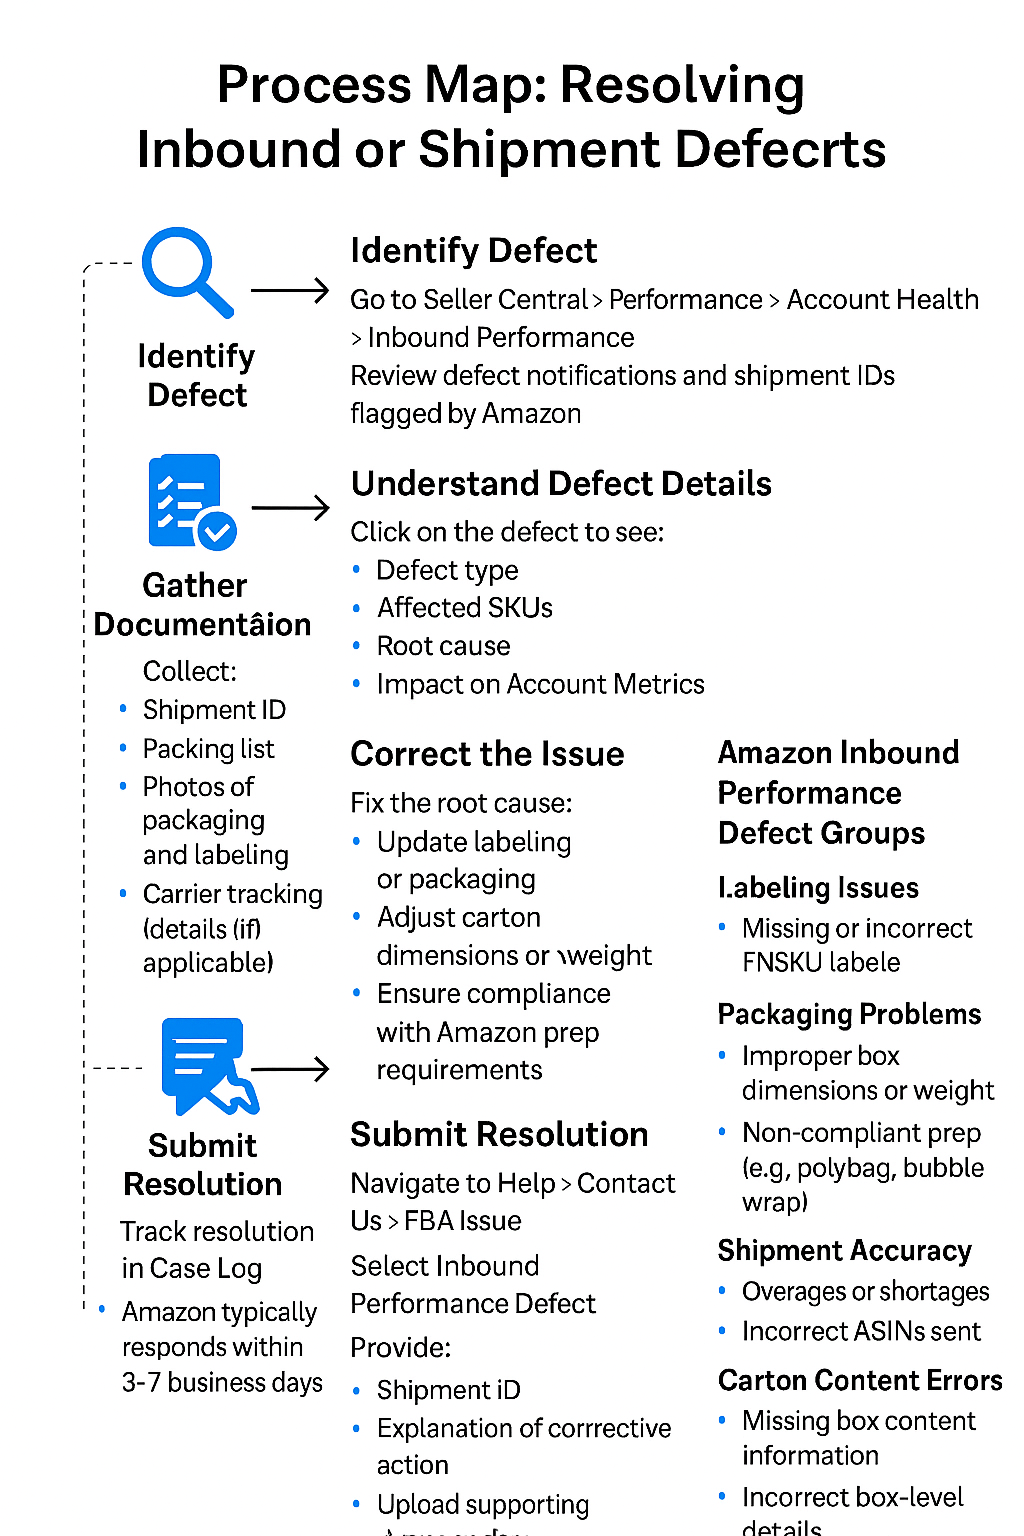 Process Map: Resolving
Inbound or Shipment Defecrts
Identify
Defect
Identify Defect
Go to Seller Central > Performance > Account Health
> Inbound Performance
Review defect notifications and shipment IDs
flagged by Amazon
Gather
Documentâion
Collect:
• Shipment ID
• Packing list
• Photos of
packaging
and labeling
• Carrier tracking
(details (if)
applicable)
Understand Defect Details
Click on the defect to see:
• Defect type
• Affected SKUs
• Root cause
• Impact on Account Metrics
Correct the Issue
Fix the root cause:
• Update labeling
or packaging
• Adjust carton
dimensions or weight
• Ensure compliance
with Amazon prep
requirements
Submit
Resolution
Track resolution
in Case Log
• Amazon typically
responds within
3-7 business days
Submit Resolution
Navigate to Help > Contact
Us > FBA Issue
Select Inbound
Performance Defect
Provide:
• Shipment iD
• Explanation of corrrective
action
• Upload supporting
Amazon Inbound
Performance
Defect Groups
Labeling Issues
• Missing or incorrect
FNSKU labele
Packaging Problems
• Improper box
dimensions or weight
• Non-compliant prep
(e.g, polybag, bubble
wrap)
Shipment Accuracy
• Overages or shortages
• Incorrect ASINs sent
Carton Content Errors
• Missing box content
information
• Incorrect box-level
details